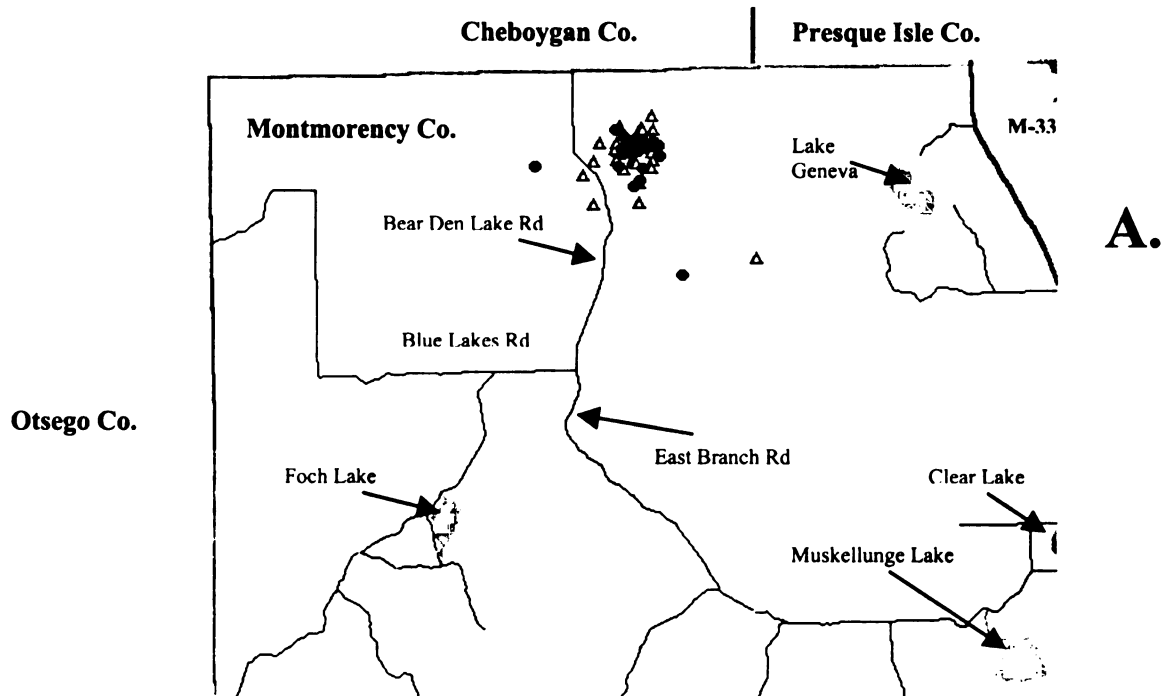 Cheboygan Co.
Presque Isle Co.
Montmorency Co.
M-33
Lake
Geneva
A.
Bear Den Lake Rd
Blue Lakes Rd
Otsego Co.
East Branch Rd
Foch Lake
Clear Lake
Muskellunge Lake